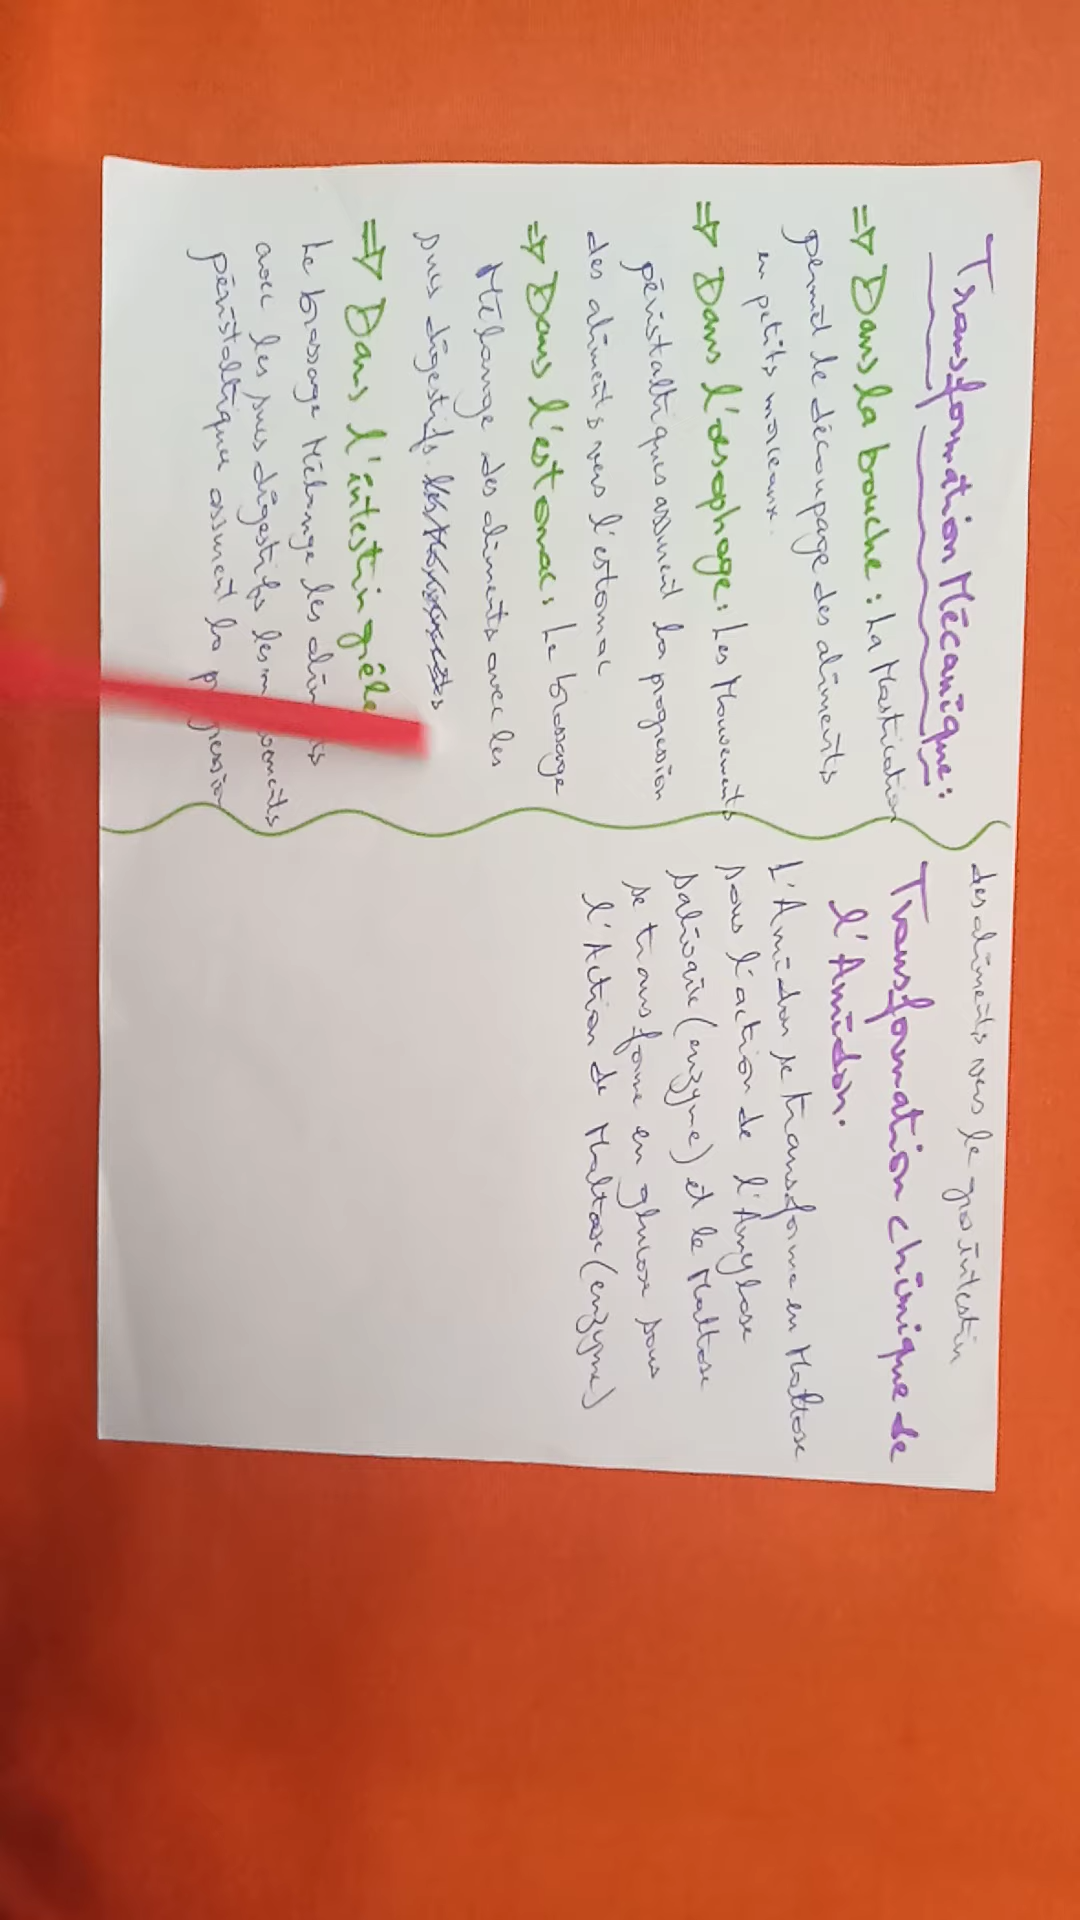 Transformation Mécanique:
=> Dans la bouche : La Mastication
permet le découpage des aliments
en petits morceaux.
=> Dans l'œsophage: Les Mouvements
péristaltiques assurent la progression
des aliments vers l'estomac
=> Dans l'estomac: Le brassage
Mélange des aliments avec les
sucs digestifs.
=> Dans l'intestin grêle
Le brassage Mélange les
avec les sucs digestifs les
péristaltique assurent la
des aliments vers le gros intestin
Transformation chimique de
l'Amidon.
L'Amidon se transforme en Maltose
sous l'action de l'Amylase
salivaire (enzyme) et le Maltose
se transforme en glucose sous
l'Action de Maltase (enzyme)